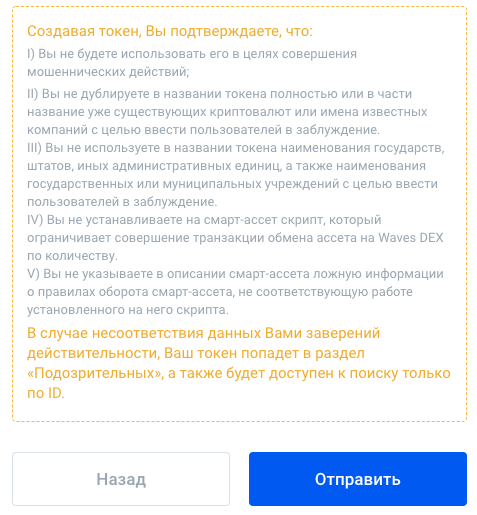 Создавая токен, Вы подтверждаете, что:
I) Вы не будете использовать его в целях совершения
мошеннических действий;
II) Вы не дублируете в названии токена полностью или в части
название уже существующих криптовалют или имена известных
компаний с целью ввести пользователей в заблуждение.
III) Вы не используете в названии токена наименования государств,
штатов, иных административных единиц, а также наименования
государственных или муниципальных учреждений с целью ввести
пользователей в заблуждение.
IV) Вы не устанавливаете на смарт-ассет скрипт, который
ограничивает совершение транзакции обмена ассета на Waves DEX
по количеству.
V) Вы не указываете в описании смарт-ассета ложную информации
о правилах оборота смарт-ассета, не соответствующую работе
установленного на него скрипта.
В случае несоответствия данных Вами заверений
действительности, Ваш токен попадет в раздел
«Подозрительных», а также будет доступен к поиску только
по ID.
Назад
Отправить